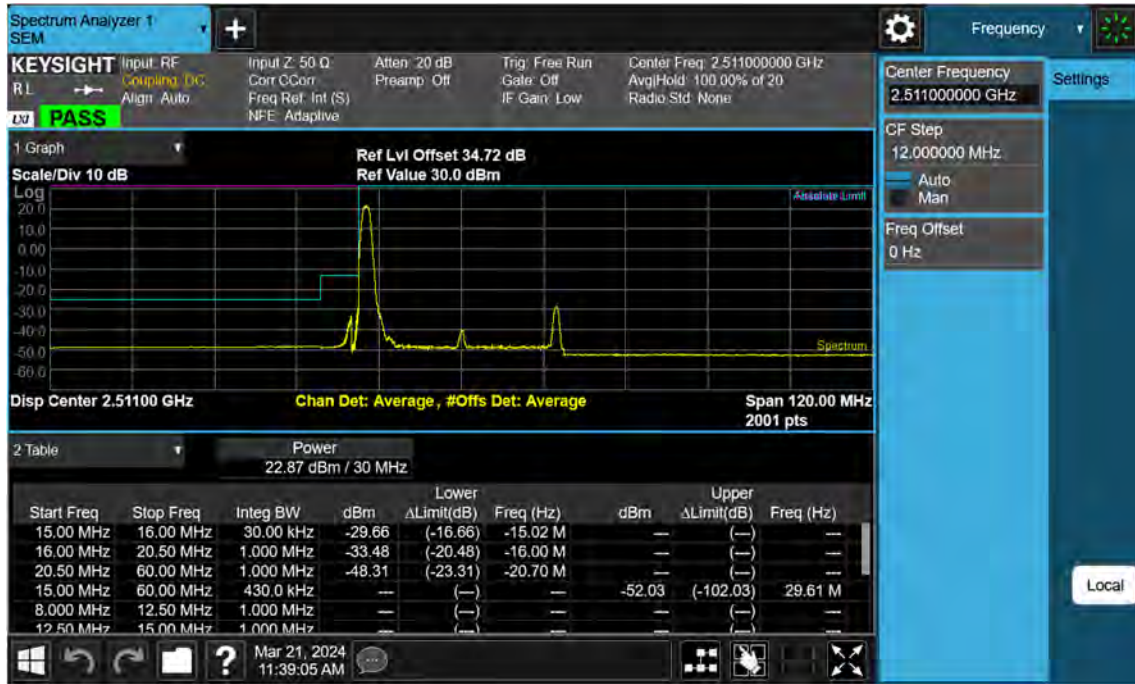 Spectrum Analyzer 1
SEM
Frequency
KEYSIGHT
RL
LXI
PASS
Input: RF
Coupling: DC
Align: Auto
Input Z: 50 Ω
Corr CCorr
Freq Ref: Int (S)
NFE: Adaptive
Atten: 20 dB
Preamp: Off
Trig: Free Run
Gate: Off
IF Gain: Low
Center Freq: 2.511000000 GHz
Avg|Hold: 100.00% of 20
Radio Std: None
Center Frequency
2.511000000 GHz
Settings
CF Step
12.000000 MHz
Auto
Man
Freq Offset
0 Hz
1 Graph
Scale/Div 10 dB
Ref Lvl Offset 34.72 dB
Ref Value 30.0 dBm
Log
Absolute Limit
20.0
10.0
0.00
-10.0
-20.0
-30.0
-40.0
-50.0
-60.0
Spectrum
Disp Center 2.51100 GHz
Chan Det: Average , #Offs Det: Average
Span 120.00 MHz
2001 pts
2 Table
Power
22.87 dBm / 30 MHz
Lower Upper
Start Freq Stop Freq Integ BW dBm ΔLimit(dB) Freq (Hz) dBm ΔLimit(dB) Freq (Hz)
15.00 MHz 16.00 MHz 30.00 kHz -29.66 (-16.66) -15.02 M --- (---) ---
16.00 MHz 20.50 MHz 1.000 MHz -33.48 (-20.48) -16.00 M --- (---) ---
20.50 MHz 60.00 MHz 1.000 MHz -48.31 (-23.31) -20.70 M --- (---) ---
15.00 MHz 60.00 MHz 430.0 kHz --- (---) --- -52.03 (-102.03) 29.61 M
8.000 MHz 12.50 MHz 1.000 MHz --- (---) --- --- (---) ---
12.50 MHz 15.00 MHz 1.000 MHz --- (---) --- --- (---) ---
Local
?
Mar 21, 2024
11:39:05 AM